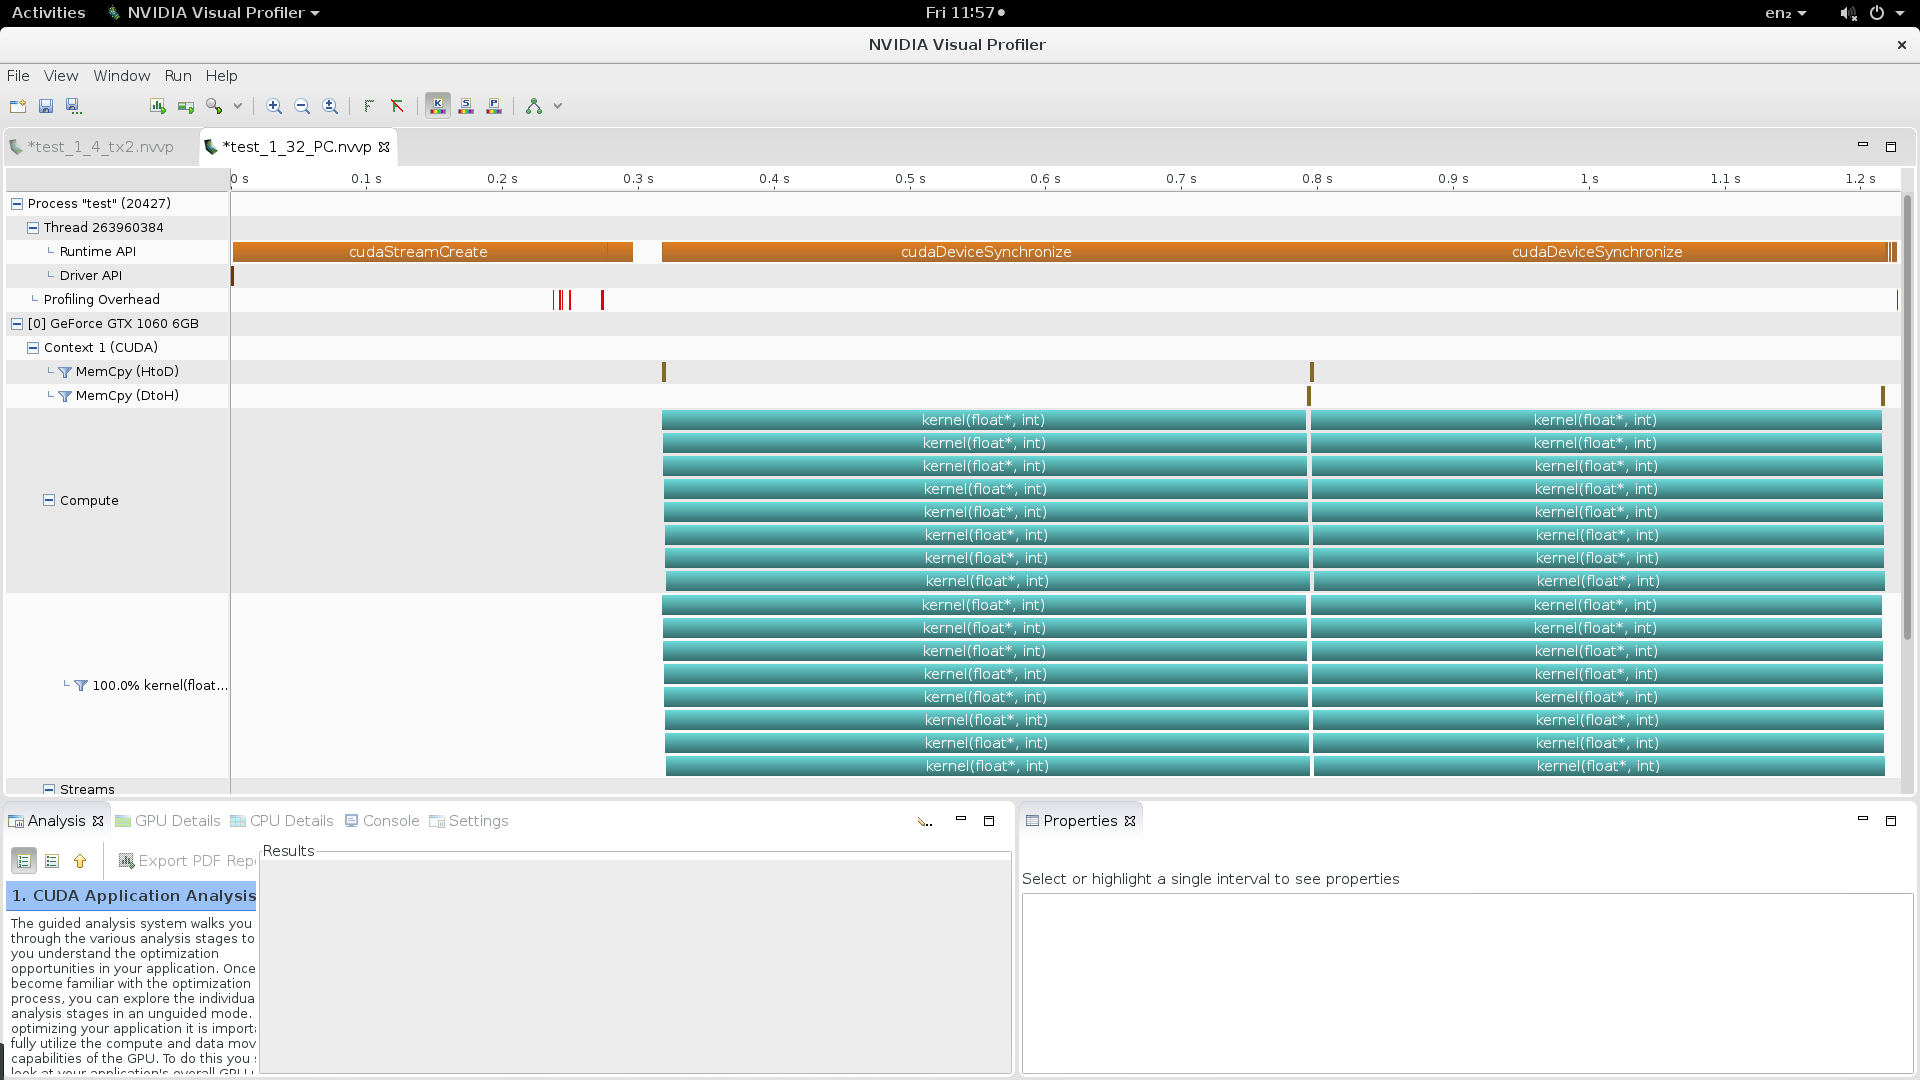 Activities NVIDIA Visual Profiler Fri 11:57 en₂
NVIDIA Visual Profiler
File View Window Run Help
K S P
*test_1_4_tx2.nvvp *test_1_32_PC.nvvp
0 s 0.1 s 0.2 s 0.3 s 0.4 s 0.5 s 0.6 s 0.7 s 0.8 s 0.9 s 1 s 1.1 s 1.2 s
Process "test" (20427)
Thread 263960384
Runtime API cudaStreamCreate cudaDeviceSynchronize cudaDeviceSynchronize
Driver API
Profiling Overhead
[0] GeForce GTX 1060 6GB
Context 1 (CUDA)
MemCpy (HtoD)
MemCpy (DtoH)
kernel(float*, int) kernel(float*, int)
kernel(float*, int) kernel(float*, int)
kernel(float*, int) kernel(float*, int)
kernel(float*, int) kernel(float*, int)
Compute
kernel(float*, int) kernel(float*, int)
kernel(float*, int) kernel(float*, int)
kernel(float*, int) kernel(float*, int)
kernel(float*, int) kernel(float*, int)
kernel(float*, int) kernel(float*, int)
kernel(float*, int) kernel(float*, int)
kernel(float*, int) kernel(float*, int)
kernel(float*, int) kernel(float*, int)
100.0% kernel(float...
kernel(float*, int) kernel(float*, int)
kernel(float*, int) kernel(float*, int)
kernel(float*, int) kernel(float*, int)
kernel(float*, int) kernel(float*, int)
Streams
Analysis GPU Details CPU Details Console Settings
Properties
Export PDF Rep
Results
Select or highlight a single interval to see properties
1. CUDA Application Analysis
The guided analysis system walks you
through the various analysis stages to
you understand the optimization
opportunities in your application. Once
become familiar with the optimization
process, you can explore the individua
analysis stages in an unguided mode.
optimizing your application it is import
fully utilize the compute and data mov
capabilities of the GPU. To do this you
look at your application's overall GPU